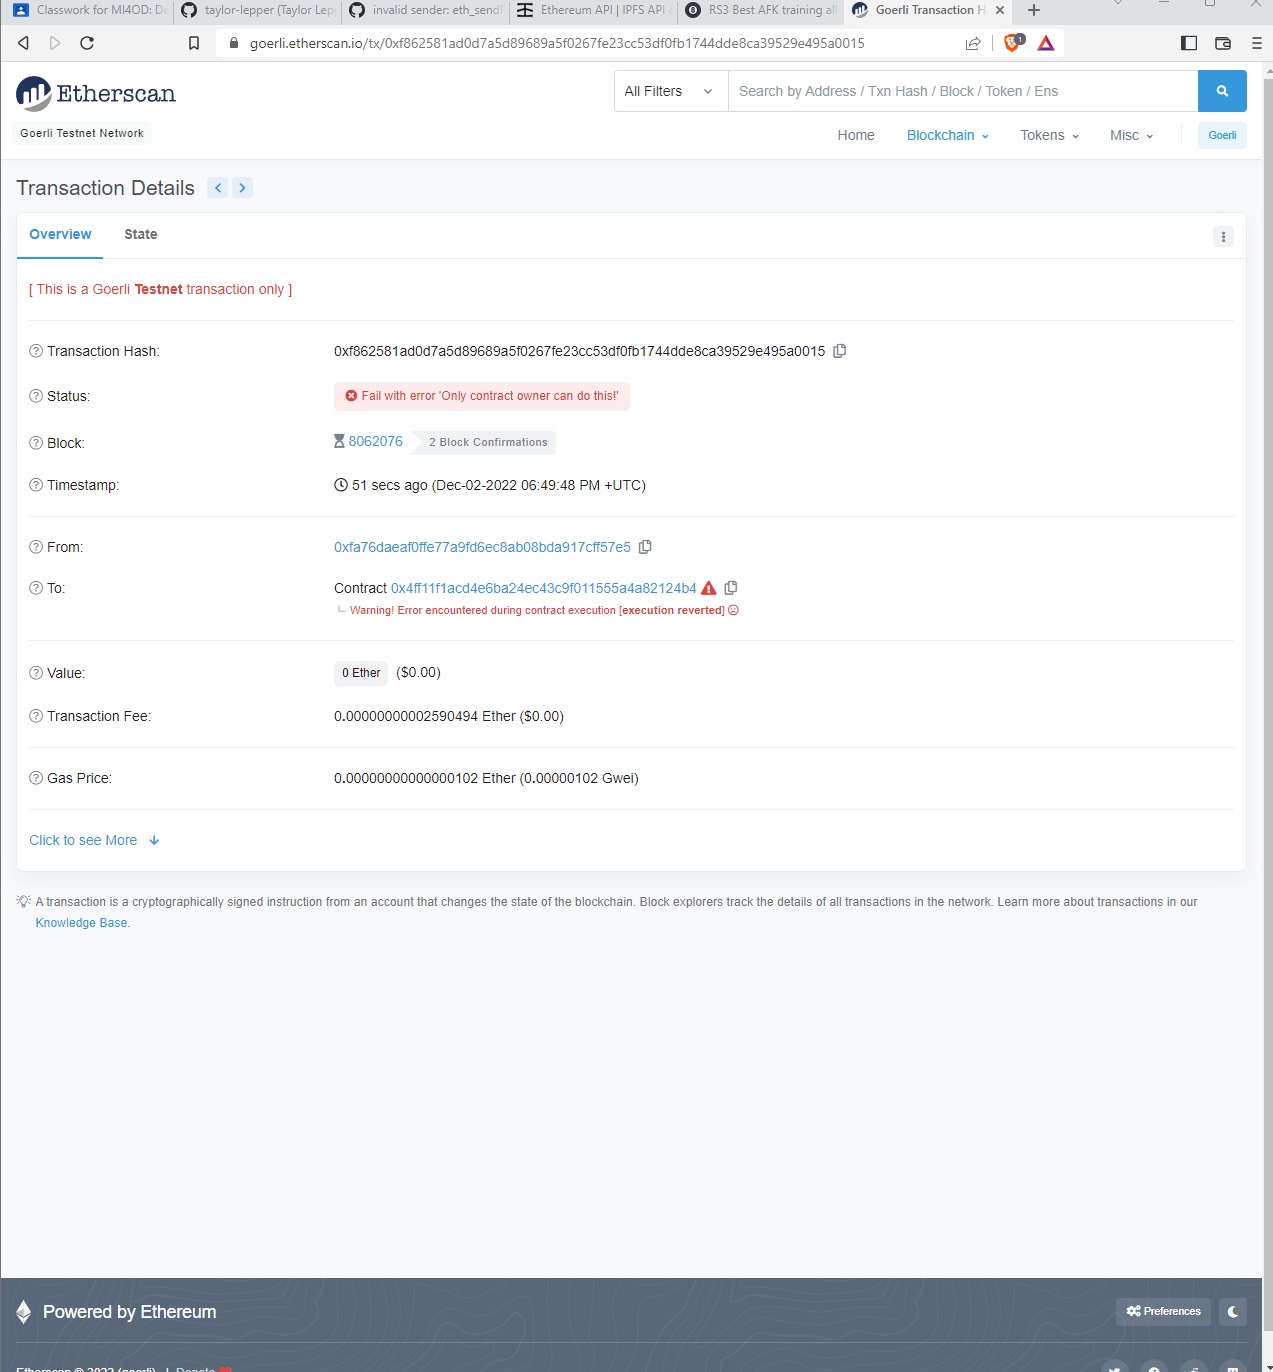 Classwork for MI4OD: De
taylor-lepper (Taylor Lep
invalid sender: eth_send
Ethereum API | IPFS API
RS3 Best AFK training all
Goerli Transaction H
goerli.etherscan.io/tx/0xf862581ad0d7a5d89689a5f0267fe23cc53df0fb1744dde8ca39529e495a0015
1
Etherscan
All Filters
Search by Address / Txn Hash / Block / Token / Ens
Goerli Testnet Network
Home
Blockchain
Tokens
Misc
Goerli
Transaction Details
Overview
State
[ This is a Goerli Testnet transaction only ]
Transaction Hash:
0xf862581ad0d7a5d89689a5f0267fe23cc53df0fb1744dde8ca39529e495a0015
Status:
Fail with error 'Only contract owner can do this!'
Block:
8062076
2 Block Confirmations
Timestamp:
51 secs ago (Dec-02-2022 06:49:48 PM +UTC)
From:
0xfa76daeaf0ffe77a9fd6ec8ab08bda917cff57e5
To:
Contract 0x4ff11f1acd4e6ba24ec43c9f011555a4a82124b4
Warning! Error encountered during contract execution [execution reverted]
Value:
0 Ether ($0.00)
Transaction Fee:
0.00000000002590494 Ether ($0.00)
Gas Price:
0.00000000000000102 Ether (0.00000102 Gwei)
Click to see More
A transaction is a cryptographically signed instruction from an account that changes the state of the blockchain. Block explorers track the details of all transactions in the network. Learn more about transactions in our
Knowledge Base.
Powered by Ethereum
Preferences
Etherscan © 2022 (goerli) | Donate